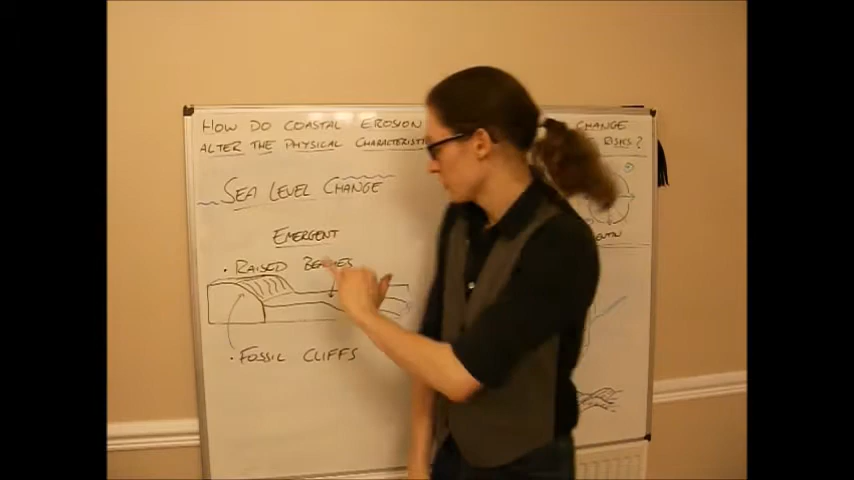 HOW DO COASTAL EROSION CHANGE
ALTER THE PHYSICAL CHARACTERISTI RISKS?
SEA LEVEL CHANGE
EMERGENT
• RAISED BEACHES
• FOSSIL CLIFFS